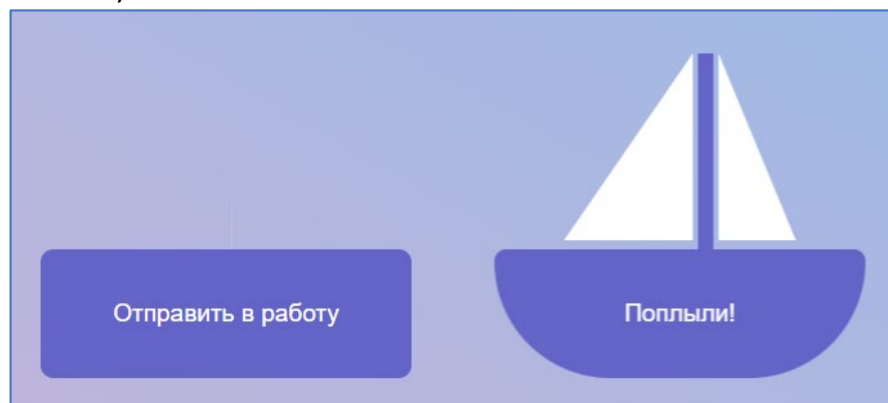 Отправить в работу
Поплыли!